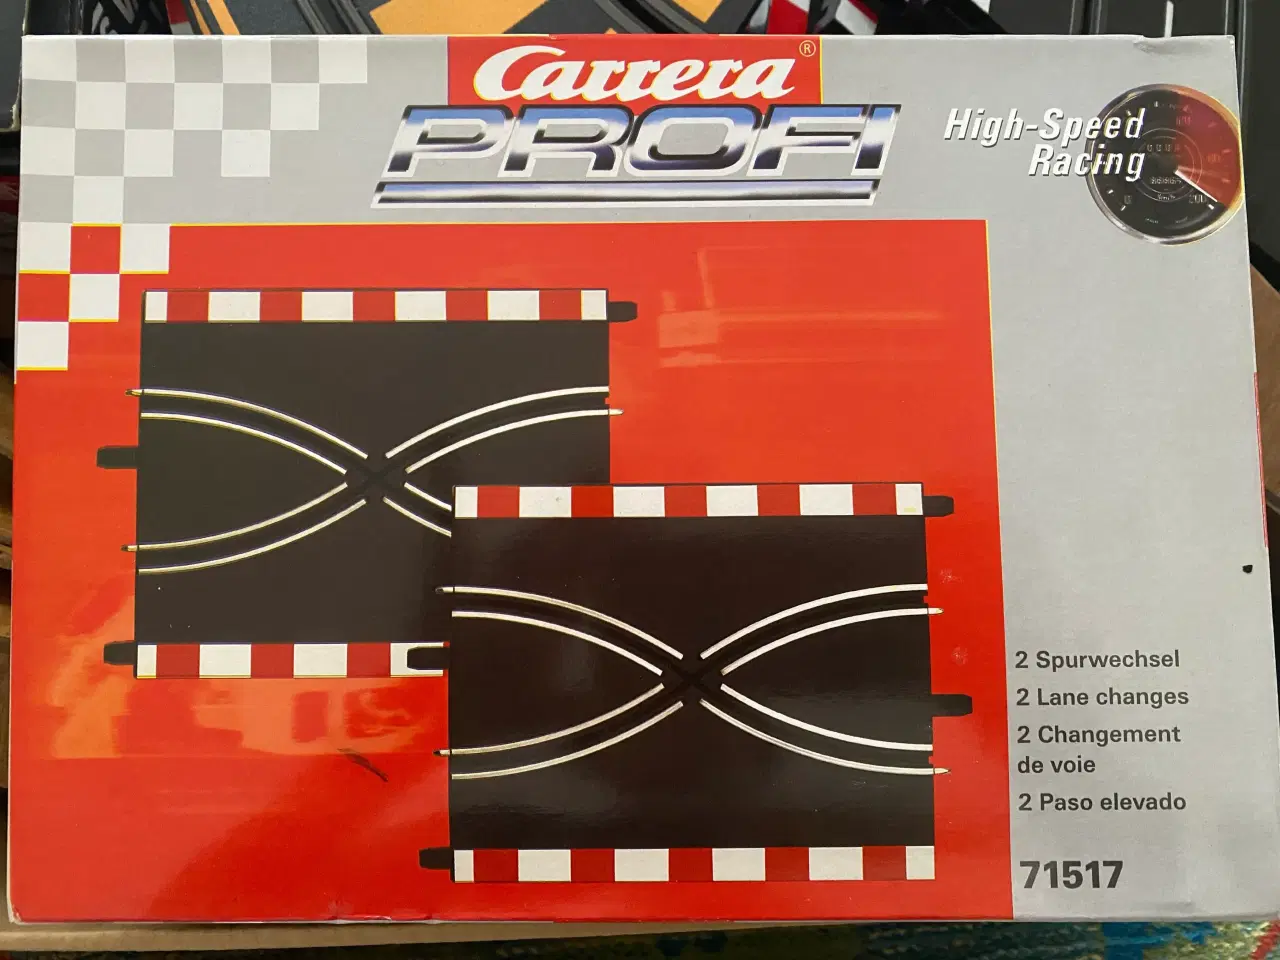 Carrera®
PROFI
High-Speed
Racing
2 Spurwechsel
2 Lane changes
2 Changement
de voie
2 Paso elevado
71517